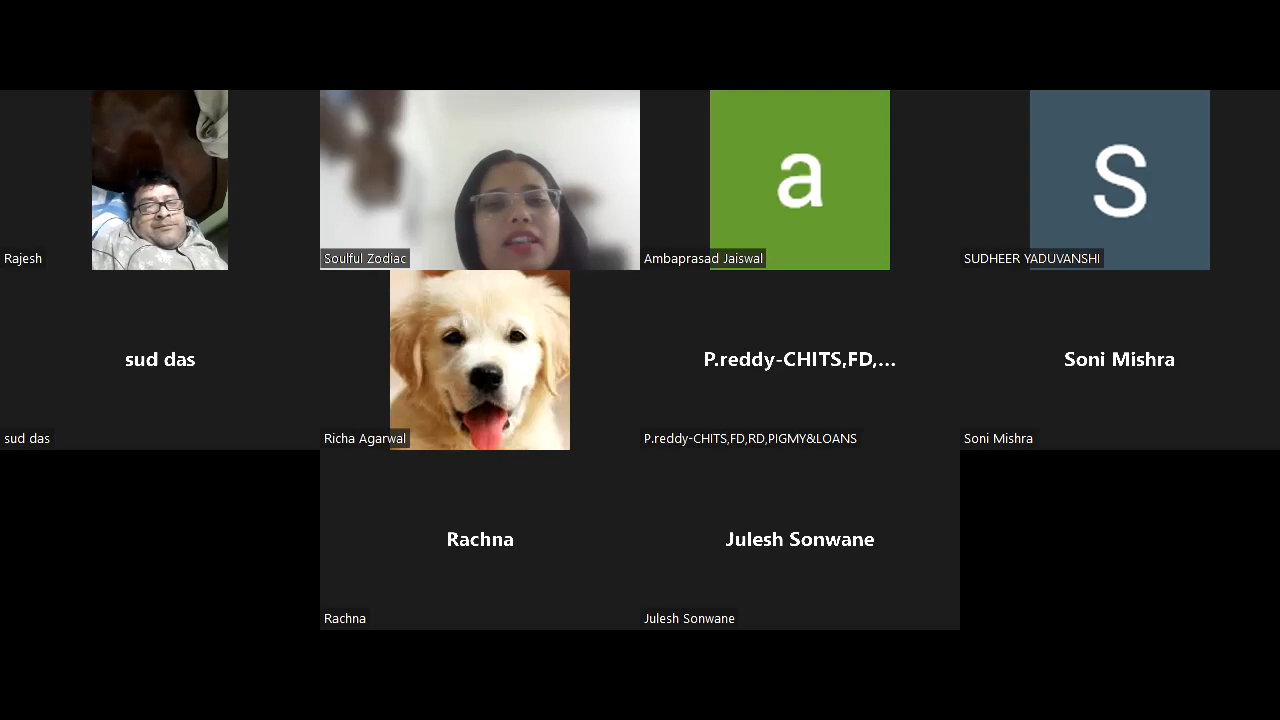 a
S
Rajesh
Soulful Zodiac
Ambaprasad Jaiswal
SUDHEER YADUVANSHI
sud das
P.reddy-CHITS,FD,...
Soni Mishra
sud das
Richa Agarwal
P.reddy-CHITS,FD,RD,PIGMY&LOANS
Soni Mishra
Rachna
Julesh Sonwane
Rachna
Julesh Sonwane